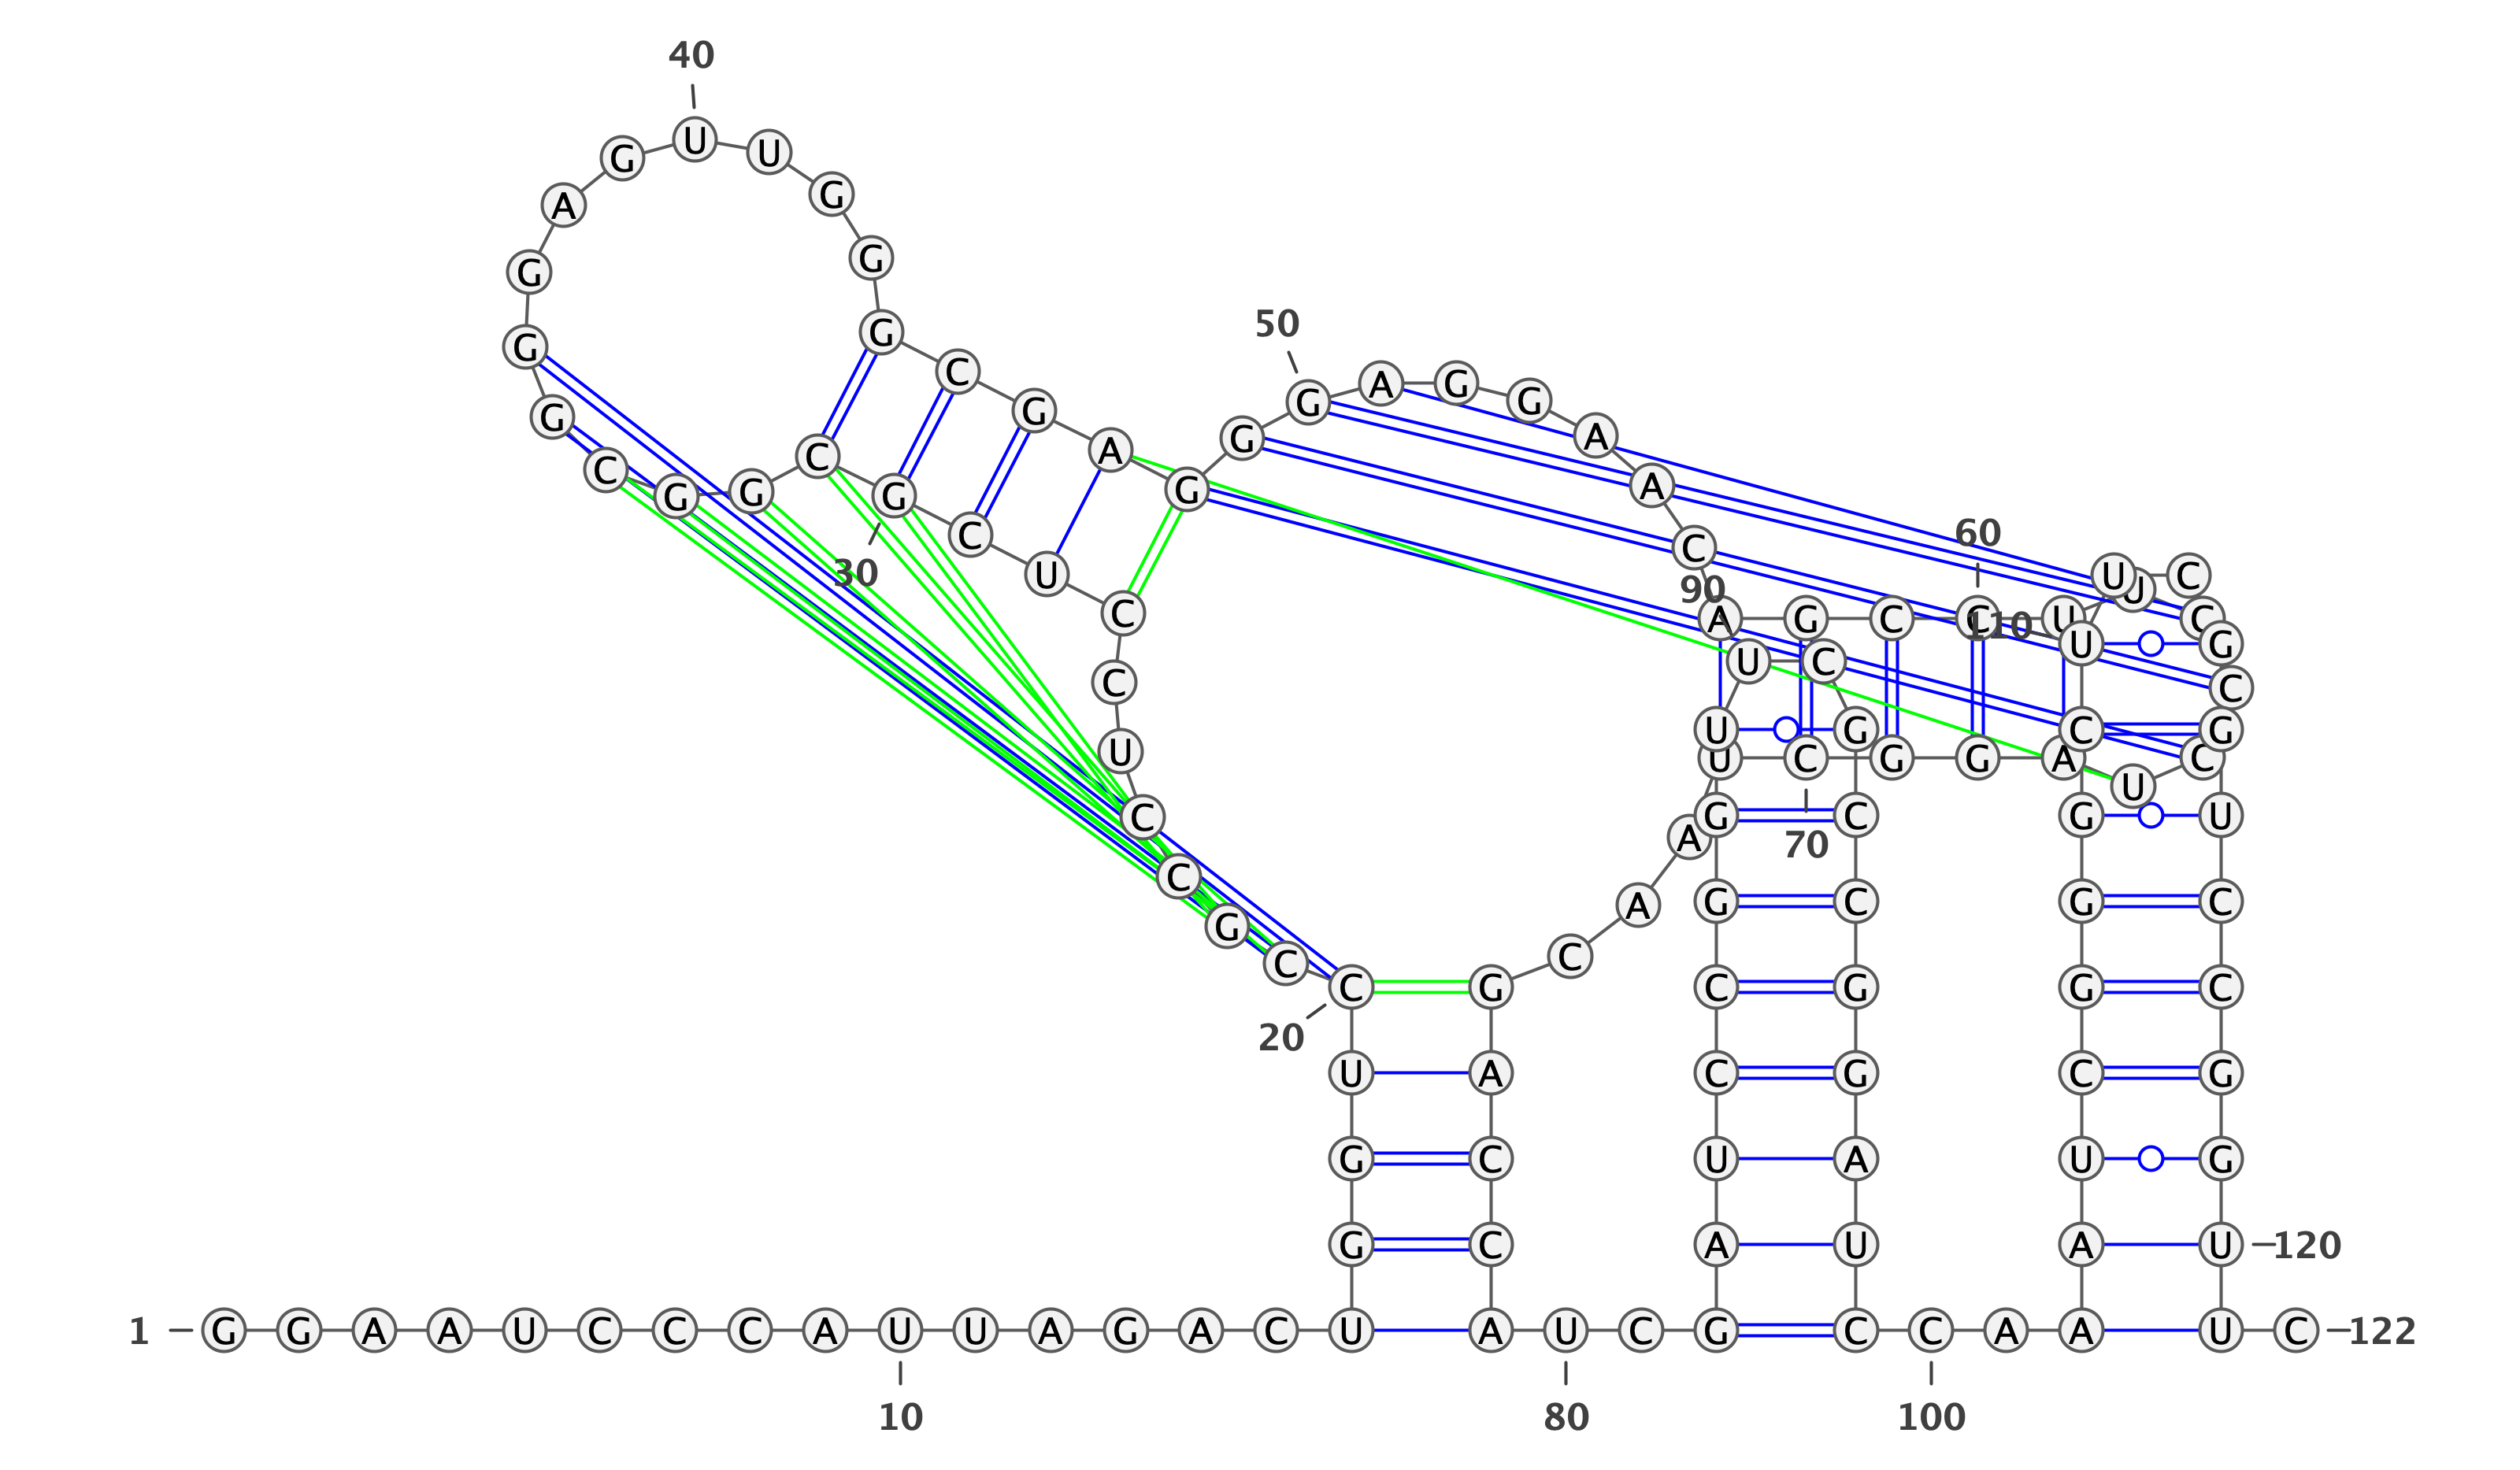 40
G U U
A G
G G
50
G G
C A G G
G G G A
C A G A
C G G G C G A
60
C C
30 U 90 U U C
C A G C C U C
110
U G
C U C C
U U G C G
U C G G A U C
C G C G U
A 70
C G C G C
G A
C C
C G C G G C
20
U A C G C G
G C U A U G
G C A U A U 120
1 G G A A U C C C A U U A G A C U A U C G C C A A U C 122
10 80 100